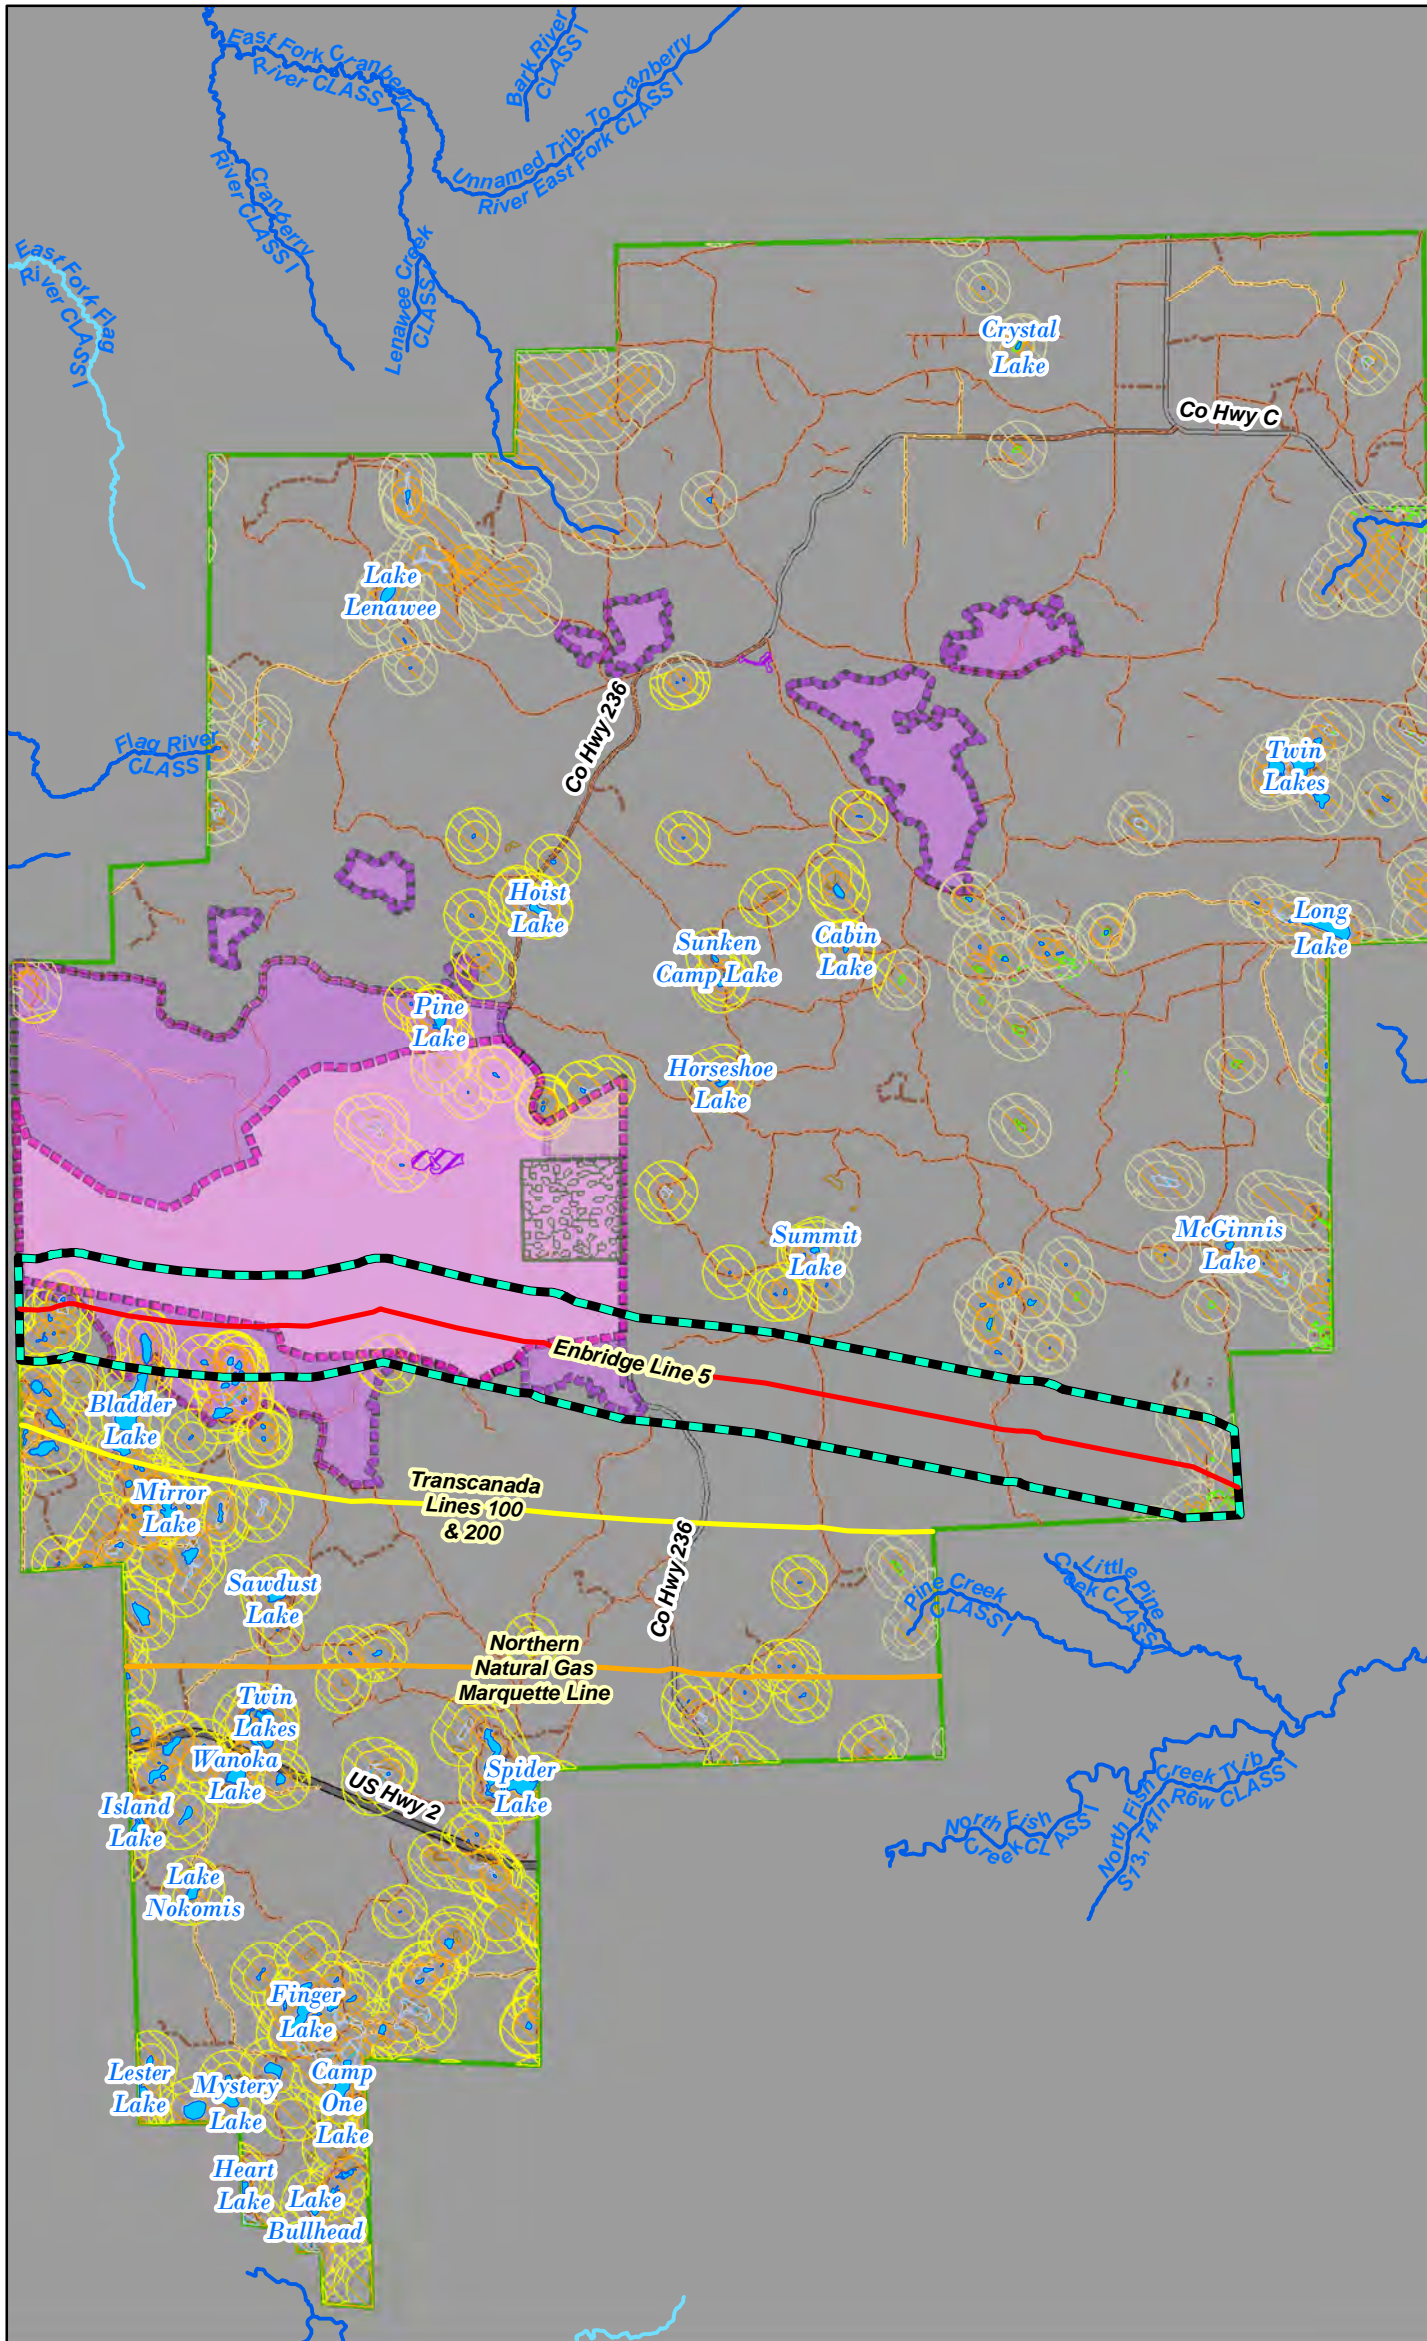 East Fork Cranberry
River CLASS I
Bark River
CLASS I
Unnamed Trib. To Cranberry
River East Fork CLASS I
Cranberry
River CLASS I
Lenawee Creek
CLASS I
East Fork Flag
River CLASS I
Crystal
Lake
Co Hwy C
Lake
Lenawee
Co Hwy 236
Flag River
CLASS I
Twin
Lakes
Hoist
Lake
Sunken
Camp Lake
Cabin
Lake
Long
Lake
Pine
Lake
Horseshoe
Lake
Summit
Lake
McGinnis
Lake
Enbridge Line 5
Bladder
Lake
Mirror
Lake
Transcanada
Lines 100
& 200
Co Hwy 236
Sawdust
Lake
Pine Creek
CLASS I
Little Pine
Creek CLASS I
Northern
Natural Gas
Marquette Line
Twin
Lakes
Wanoka
Lake
US Hwy 2
Spider
Lake
Island
Lake
North Fish
Creek CLASS I
North Fish Creek Trib
S13, T47n, R6w CLASS I
Lake
Nokomis
Finger
Lake
Lester
Lake
Mystery
Lake
Camp
One
Lake
Heart
Lake
Lake
Bullhead